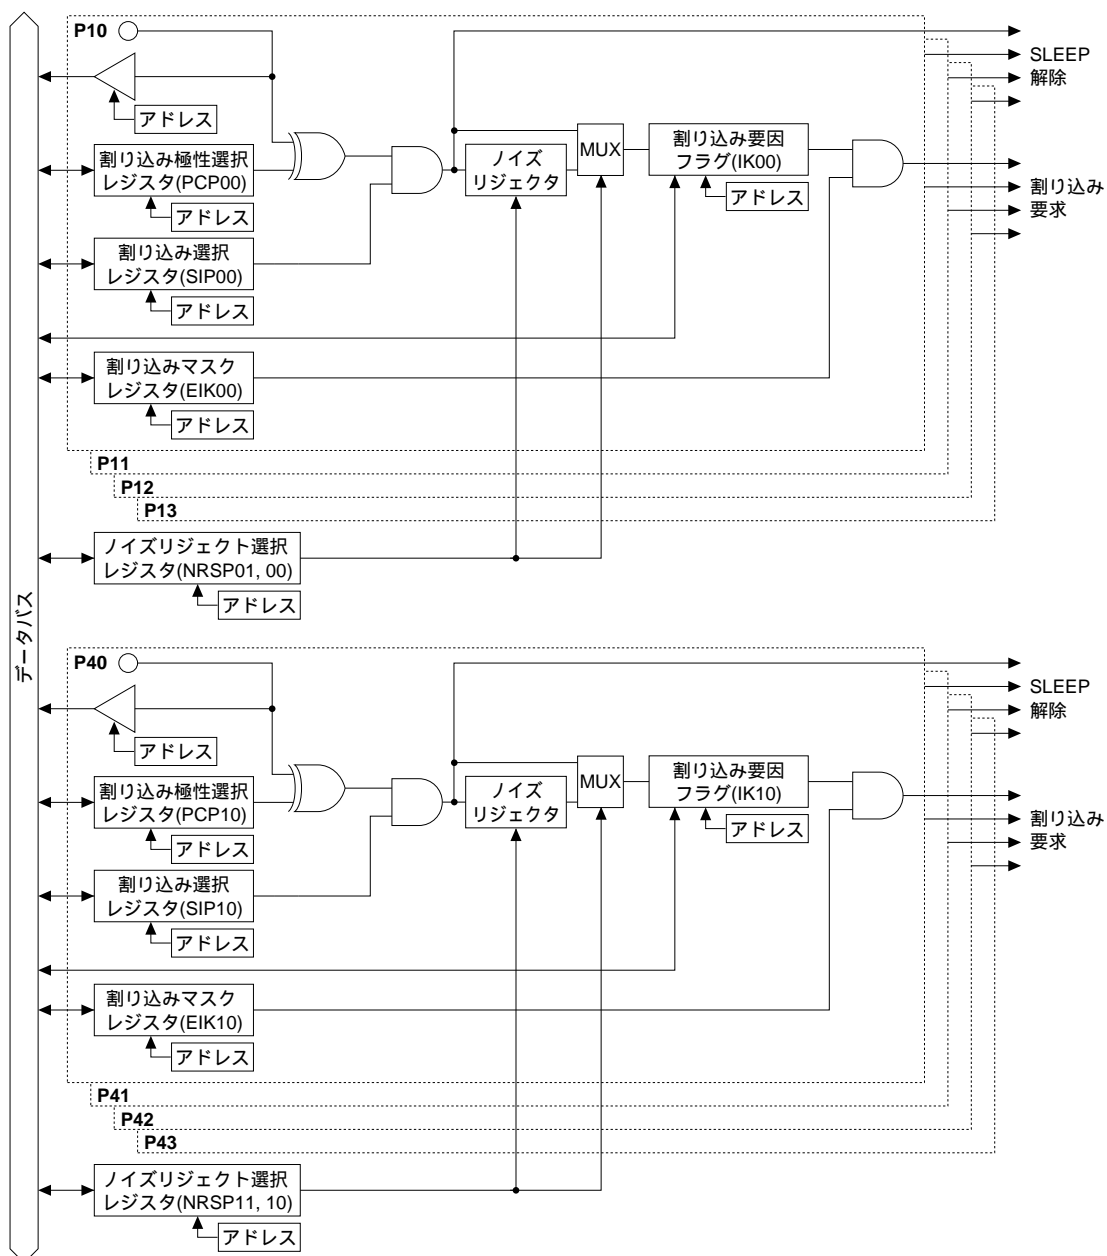 P10
アドレス
割り込み極性選択
レジスタ(PCP00)
アドレス
割り込み選択
レジスタ(SIP00)
アドレス
割り込みマスク
レジスタ(EIK00)
アドレス
ノイズ
リジェクタ
MUX
割り込み要因
フラグ(IK00)
アドレス
SLEEP
解除
割り込み
要求
P11
P12
P13
ノイズリジェクト選択
レジスタ(NRSP01, 00)
アドレス
データバス
P40
アドレス
割り込み極性選択
レジスタ(PCP10)
アドレス
割り込み選択
レジスタ(SIP10)
アドレス
割り込みマスク
レジスタ(EIK10)
アドレス
ノイズ
リジェクタ
MUX
割り込み要因
フラグ(IK10)
アドレス
SLEEP
解除
割り込み
要求
P41
P42
P43
ノイズリジェクト選択
レジスタ(NRSP11, 10)
アドレス